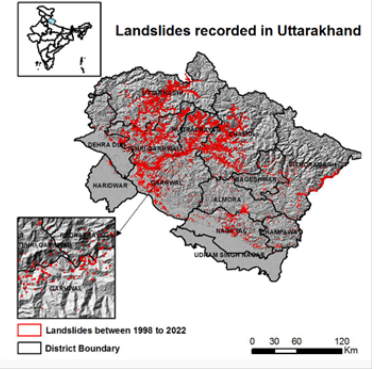 Landslides recorded in Uttarakhand
DEHRA DUN
HARIDWAR
GARHWAL
BAGESHWAR
ALMORA
NAINITAL
CHAMPAWAT
UDHAM SINGH NAGAR
GARHWAL
Landslides between 1998 to 2022
District Boundary
0 30 60 120
Km